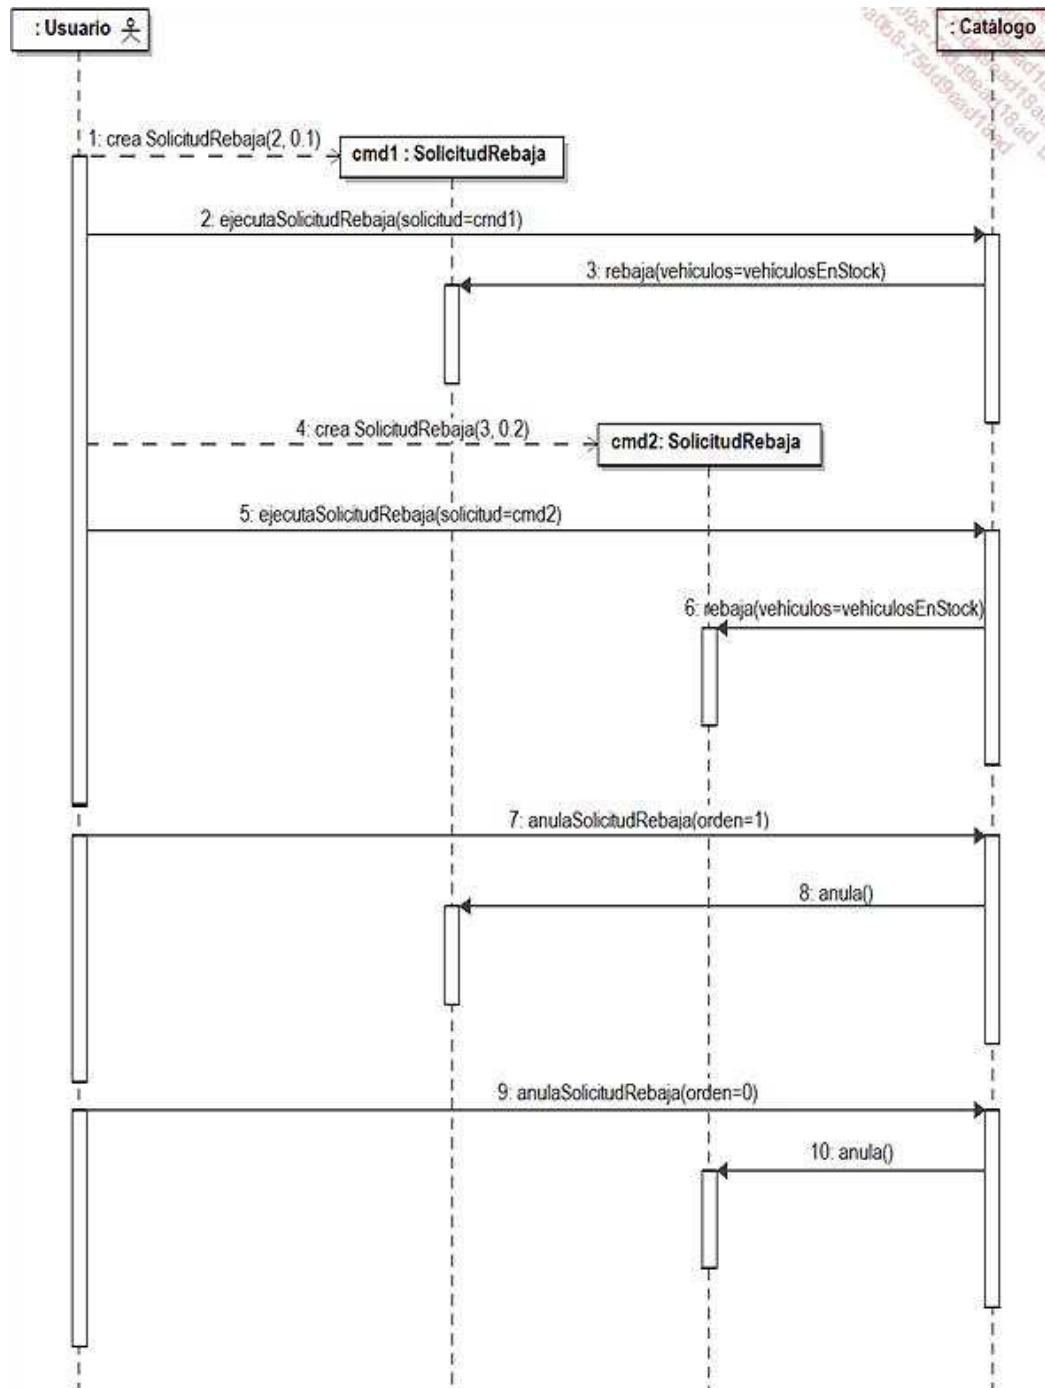 : Usuario
: Catálogo
1: crea SolicitudRebaja(2, 0.1)
cmd1 : SolicitudRebaja
2: ejecutaSolicitudRebaja(solicitud=cmd1)
3: rebaja(vehiculos=vehículosEnStock)
4: crea SolicitudRebaja(3, 0.2)
cmd2: SolicitudRebaja
5: ejecutaSolicitudRebaja(solicitud=cmd2)
6: rebaja(vehiculos=vehiculosEnStock)
7: anulaSolicitudRebaja(orden=1)
8: anula()
9: anulaSolicitudRebaja(orden=0)
10: anula()